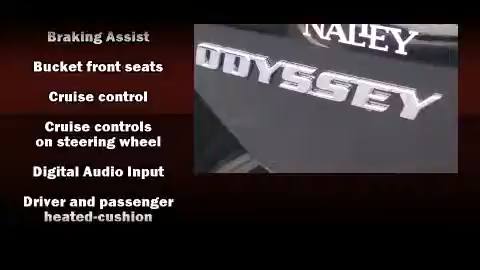 Braking Assist
Bucket front seats
Cruise control
Cruise controls
on steering wheel
Digital Audio Input
Driver and passenger
heated-cushion
NALLEY
ODYSSEY